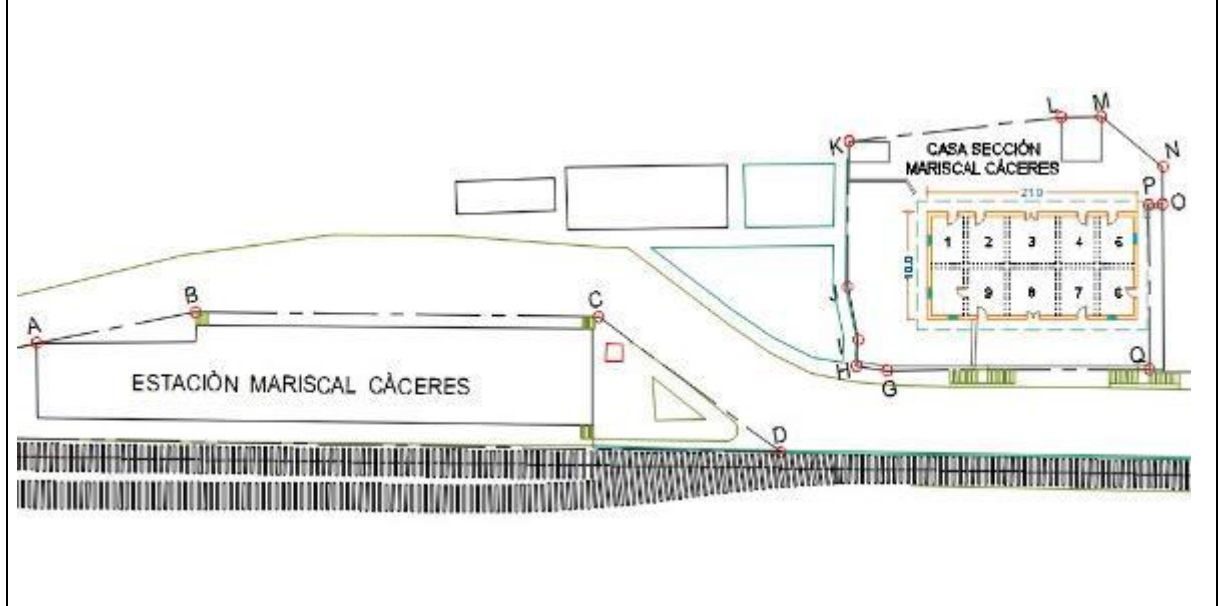 L M
K
CASA SECCIÓN
MARISCAL CÁCERES
N
P
O
21.0
1 2 3 4 5
10.0
9 8 7 6
J
I
H
G
Q
A
B
C
ESTACIÒN MARISCAL CÀCERES
D